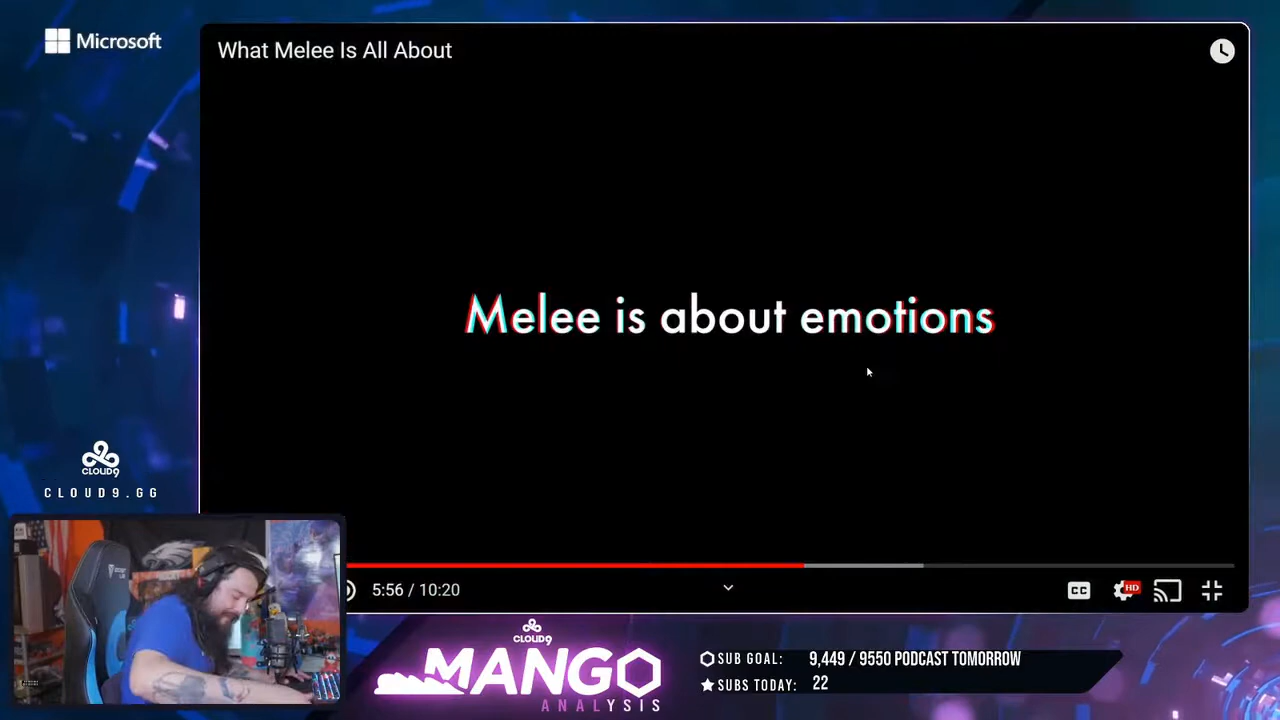 Microsoft
What Melee Is All About
Melee is about emotions
CLOUD9
CLOUD9.GG
5:56 / 10:20
CC
HD
CLOUD9
MANGO
ANALYSIS
SUB GOAL: 9,449 / 9550 PODCAST TOMORROW
SUBS TODAY: 22